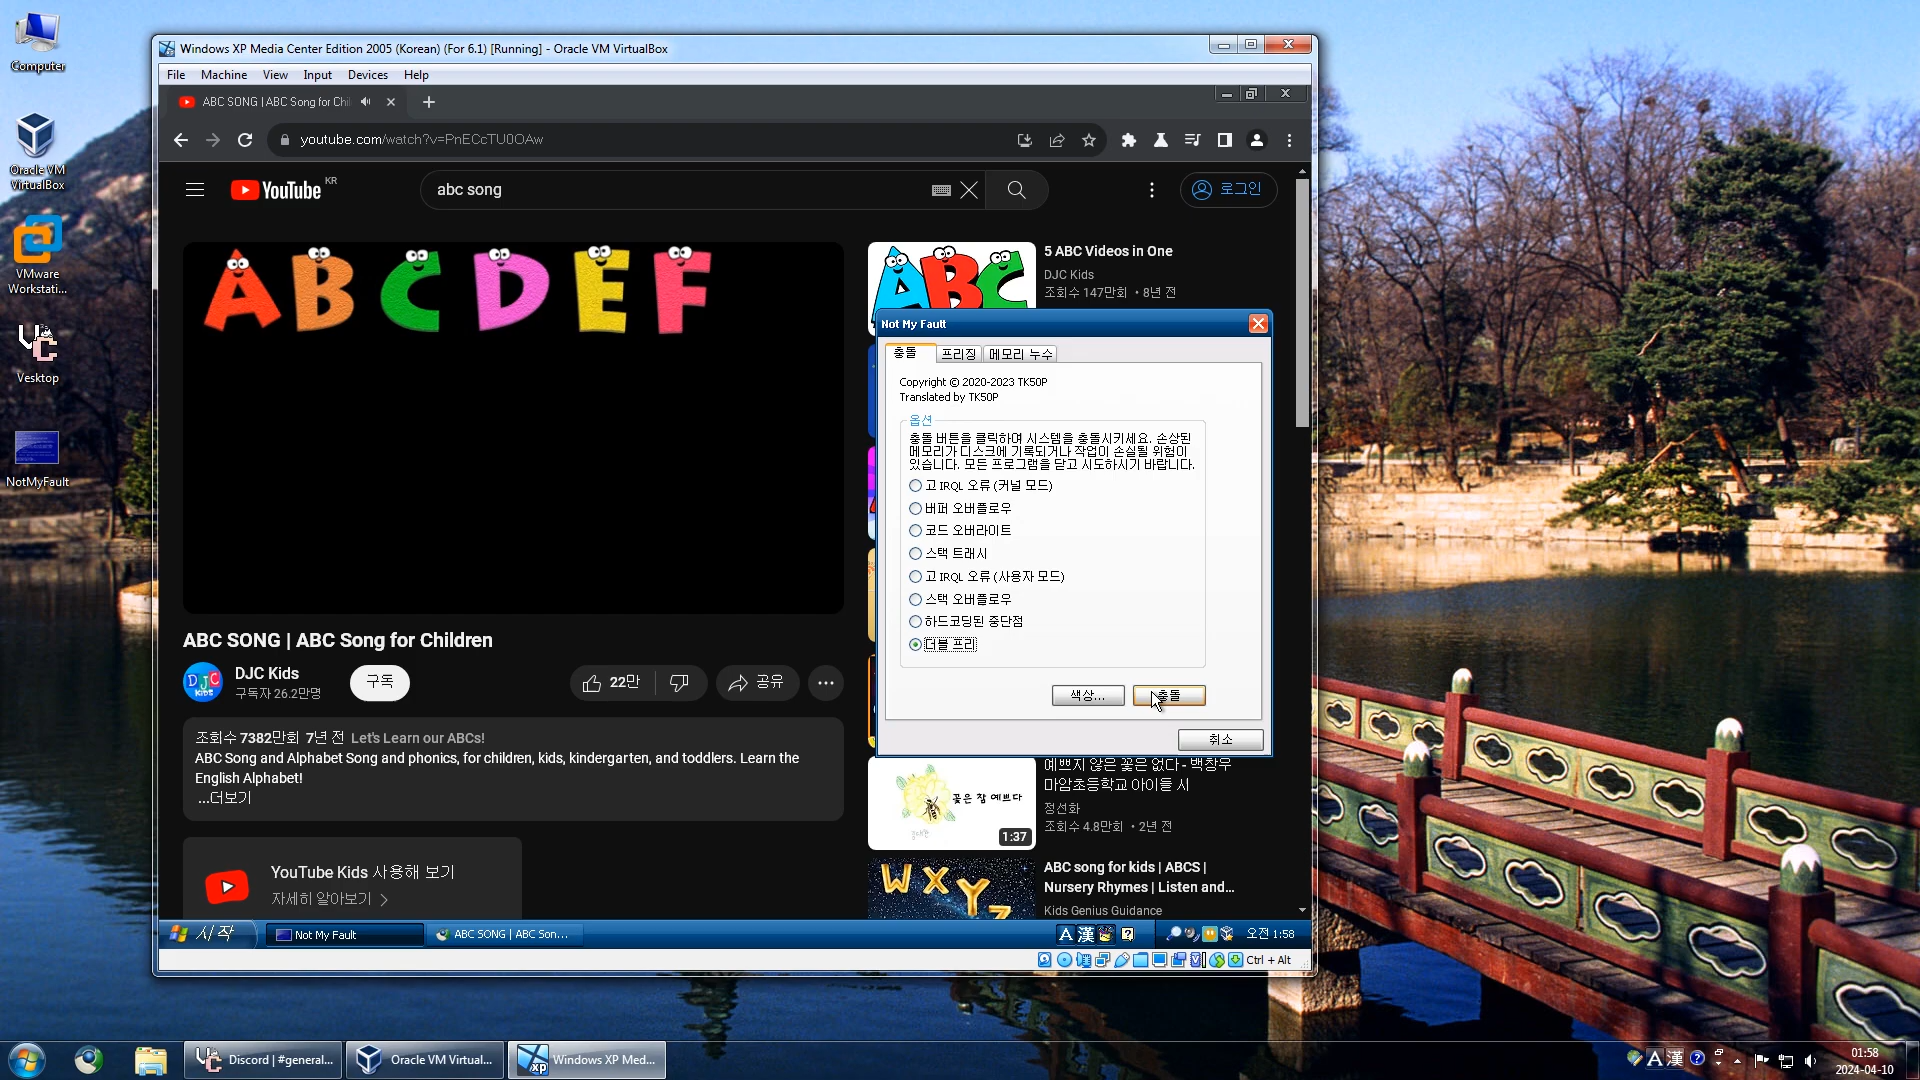 Computer
Oracle VM
VirtualBox
VMware
Workstati...
Vesktop
NotMyFault
Windows XP Media Center Edition 2005 (Korean) (For 6.1) [Running] - Oracle VM VirtualBox
File Machine View Input Devices Help
ABC SONG | ABC Song for Chi
youtube.com/watch?v=PnECcTU0OAw
YouTube KR
abc song
로그인
A B C D E F
ABC SONG | ABC Song for Children
DJC Kids
구독자 26.2만명
구독
22만
공유
조회수 7382만회 7년 전 Let's Learn our ABCs!
ABC Song and Alphabet Song and phonics, for children, kids, kindergarten, and toddlers. Learn the
English Alphabet!
...더보기
YouTube Kids 사용해 보기
자세히 알아보기
ABC
5 ABC Videos in One
DJC Kids
조회수 147만회 • 8년 전
Not My Fault
충돌 프리징 메모리 누수
Copyright © 2020-2023 TK50P
Translated by TK50P
옵션
충돌 버튼을 클릭하여 시스템을 충돌시키세요. 손상된
메모리가 디스크에 기록되거나 작업이 손실될 위험이
있습니다. 모든 프로그램을 닫고 시도하시기 바랍니다.
고 IRQL 오류 (커널 모드)
버퍼 오버플로우
코드 오버라이트
스택 트래시
고 IRQL 오류 (사용자 모드)
스택 오버플로우
하드코딩된 중단점
더블 프리
색상... 충돌
취소
꽃은 참 예쁘다
1:37
예쁘지 않은 꽃은 없다 - 백창우
마암초등학교 아이들 시
정선화
조회수 4.8만회 • 2년 전
W X Y Z
ABC song for kids | ABCS |
Nursery Rhymes | Listen and...
Kids Genius Guidance
시작
Not My Fault
ABC SONG | ABC Son...
A 漢
오전 1:58
Ctrl + Alt
Discord | #general...
Oracle VM Virtual...
Windows XP Med...
A 漢
01:58
2024-04-10